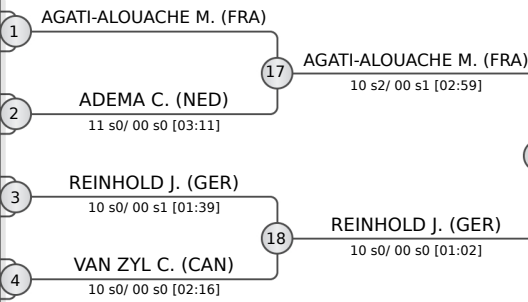 AGATI-ALOUACHE M. (FRA)
1
17
AGATI-ALOUACHE M. (FRA)
10 s2/ 00 s1 [02:59]
ADEMA C. (NED)
2
11 s0/ 00 s0 [03:11]
REINHOLD J. (GER)
3
10 s0/ 00 s1 [01:39]
18
REINHOLD J. (GER)
10 s0/ 00 s0 [01:02]
VAN ZYL C. (CAN)
4
10 s0/ 00 s0 [02:16]